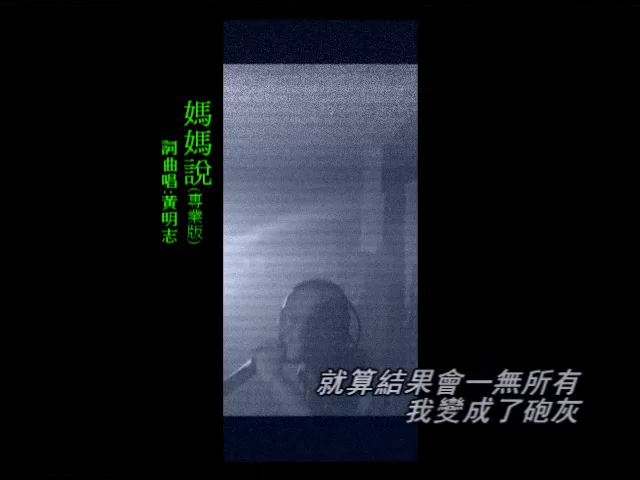 媽媽說(專業版)
詞曲唱:黃明志
就算結果會一無所有
我變成了砲灰